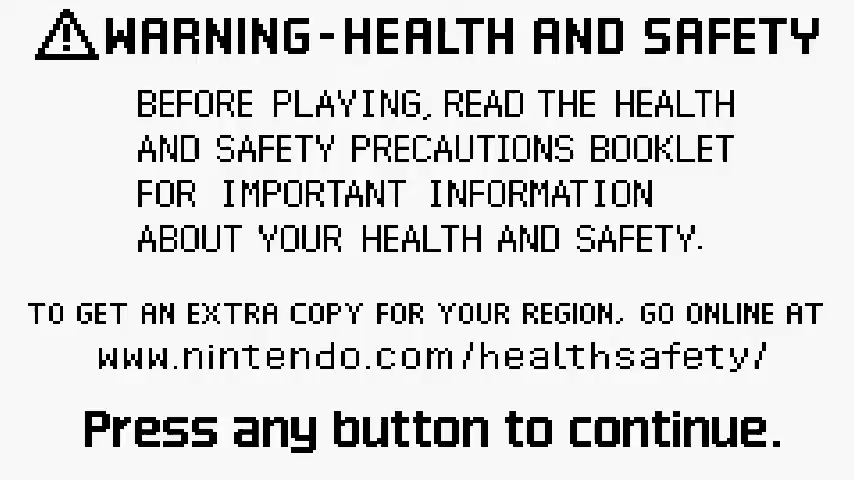 ⚠WARNING-HEALTH AND SAFETY
BEFORE PLAYING, READ THE HEALTH
AND SAFETY PRECAUTIONS BOOKLET
FOR IMPORTANT INFORMATION
ABOUT YOUR HEALTH AND SAFETY.
TO GET AN EXTRA COPY FOR YOUR REGION, GO ONLINE AT
www.nintendo.com/healthsafety/
Press any button to continue.